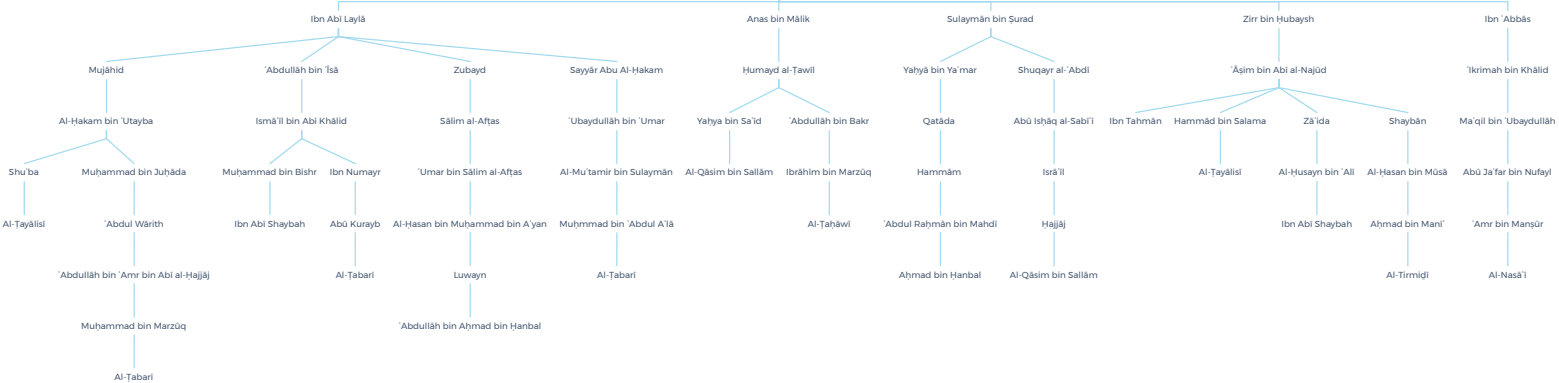 Ibn Abī Laylā
Anas bin Mālik
Sulaymān bin Ṣurad
Zirr bin Ḥubaysh
Ibn ʿAbbās
Mujāhid
ʿAbdullāh bin ʿĪsā
Zubayd
Sayyār Abu Al-Ḥakam
Ḥumayd al-Ṭawīl
Yaḥyā bin Yaʿmar
Shuqayr al-ʿAbdī
ʿĀṣim bin Abī al-Najūd
ʿIkrimah bin Khālid
Al-Ḥakam bin ʿUtayba
Ismāʿīl bin Abī Khālid
Sālim al-Afṭas
ʿUbaydullāh bin ʿUmar
Yaḥya bin Saʿīd
ʿAbdullāh bin Bakr
Qatāda
Abū Isḥāq al-Sabīʿī
Ibn Tahmān
Hammād bin Salama
Zāʾida
Shaybān
Maʿqil bin ʿUbaydullāh
Shuʿba
Muḥammad bin Juḥāda
Muḥammad bin Bishr
Ibn Numayr
ʿUmar bin Sālim al-Afṭas
Al-Muʿtamir bin Sulaymān
Al-Qāsim bin Sallām
Ibrāhīm bin Marzūq
Hammām
Isrāʾīl
Al-Ṭayālisī
Al-Ḥusayn bin ʿAlī
Al-Ḥasan bin Mūsā
Abū Jaʿfar bin Nufayl
Al-Ṭayālisī
ʿAbdul Wārith
Ibn Abī Shaybah
Abū Kurayb
Al-Ḥasan bin Muḥammad bin Aʿyan
Muḥmmad bin ʿAbdul Aʿlā
Al-Ṭaḥāwī
ʿAbdul Raḥmān bin Mahdī
Ḥajjāj
Ibn Abī Shaybah
Aḥmad bin Manīʿ
ʿAmr bin Manṣūr
ʿAbdullāh bin ʿAmr bin Abī al-Ḥajjāj
Al-Ṭabarī
Luwayn
Al-Ṭabarī
Aḥmad bin Ḥanbal
Al-Qāsim bin Sallām
Al-Tirmiḏī
Al-Nasāʾī
Muḥammad bin Marzūq
ʿAbdullāh bin Aḥmad bin Ḥanbal
Al-Ṭabarī